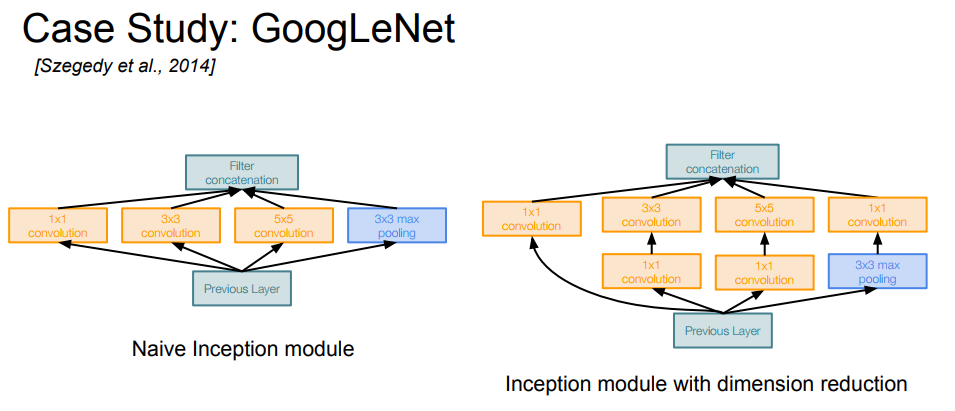 Case Study: GoogLeNet
[Szegedy et al., 2014]
Filter
concatenation
1x1
convolution
3x3
convolution
5x5
convolution
3x3 max
pooling
Previous Layer
Naive Inception module
Filter
concatenation
1x1
convolution
3x3
convolution
5x5
convolution
1x1
convolution
1x1
convolution
1x1
convolution
3x3 max
pooling
Previous Layer
Inception module with dimension reduction